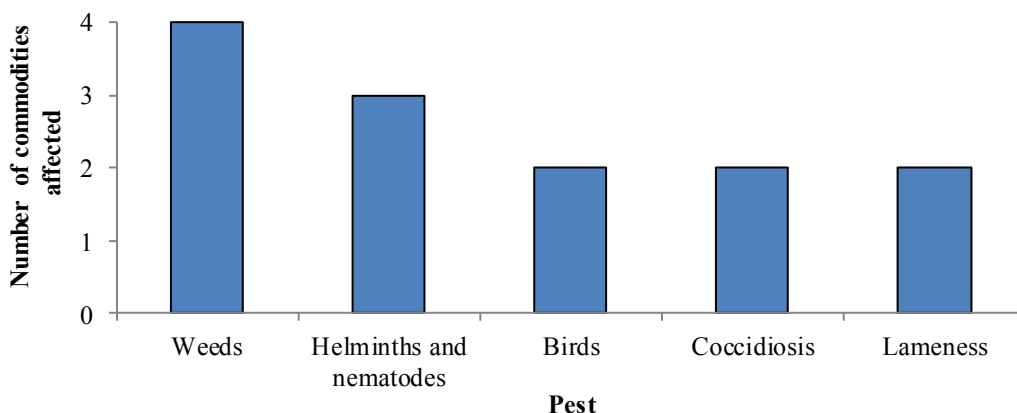 Number of commodities
affected
4
3
2
1
0
Weeds
Helminths and
nematodes
Birds
Coccidiosis
Lameness
Pest